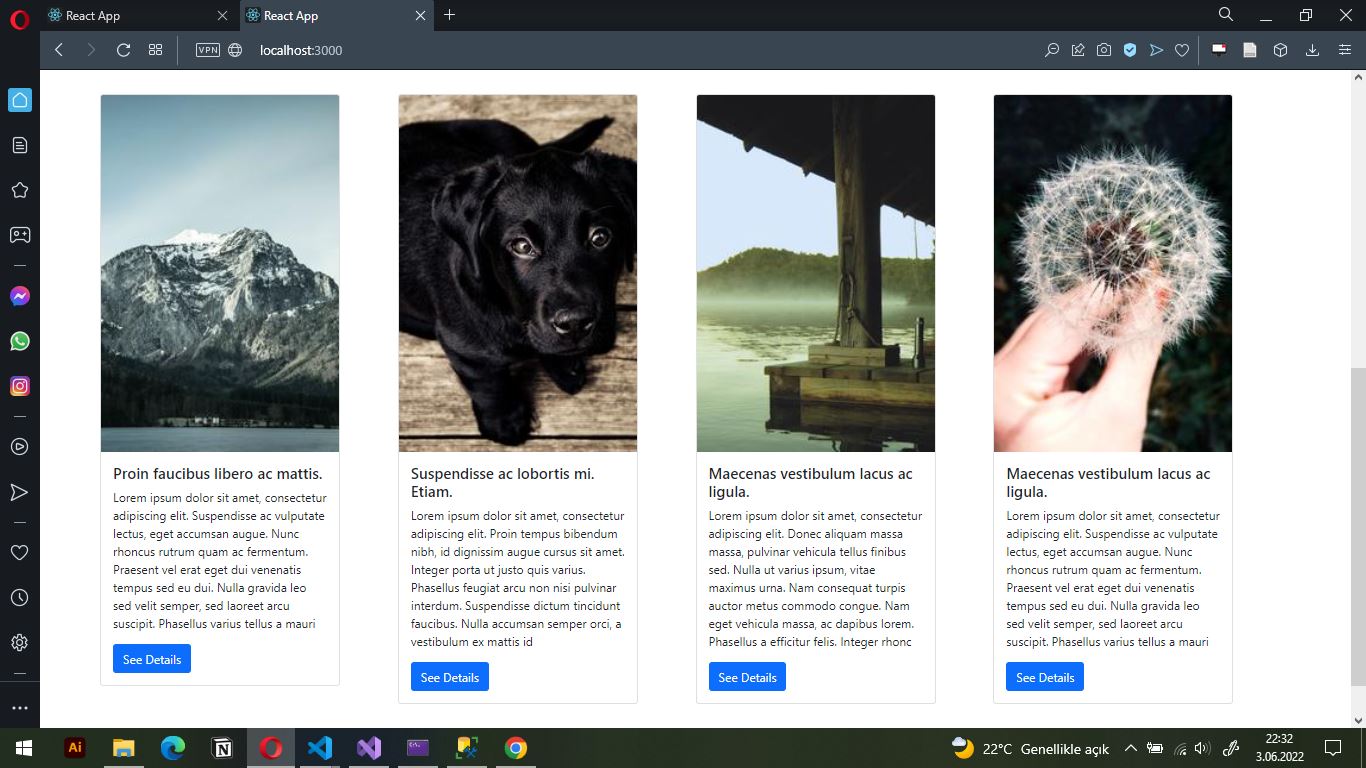 React App
React App
VPN
localhost:3000
Proin faucibus libero ac mattis.
Lorem ipsum dolor sit amet, consectetur
adipiscing elit. Suspendisse ac vulputate
lectus, eget accumsan augue. Nunc
rhoncus rutrum quam ac fermentum.
Praesent vel erat eget dui venenatis
tempus sed eu dui. Nulla gravida leo
sed velit semper, sed laoreet arcu
suscipit. Phasellus varius tellus a mauri
See Details
Suspendisse ac lobortis mi.
Etiam.
Lorem ipsum dolor sit amet, consectetur
adipiscing elit. Proin tempus bibendum
nibh, id dignissim augue cursus sit amet.
Integer porta ut justo quis varius.
Phasellus feugiat arcu non nisi pulvinar
interdum. Suspendisse dictum tincidunt
faucibus. Nulla accumsan semper orci, a
vestibulum ex mattis id
See Details
Maecenas vestibulum lacus ac
ligula.
Lorem ipsum dolor sit amet, consectetur
adipiscing elit. Donec aliquam massa
massa, pulvinar vehicula tellus finibus
sed. Nulla ut varius ipsum, vitae
maximus urna. Nam consequat turpis
auctor metus commodo congue. Nam
eget vehicula massa, ac dapibus lorem.
Phasellus a efficitur felis. Integer rhonc
See Details
Maecenas vestibulum lacus ac
ligula.
Lorem ipsum dolor sit amet, consectetur
adipiscing elit. Suspendisse ac vulputate
lectus, eget accumsan augue. Nunc
rhoncus rutrum quam ac fermentum.
Praesent vel erat eget dui venenatis
tempus sed eu dui. Nulla gravida leo
sed velit semper, sed laoreet arcu
suscipit. Phasellus varius tellus a mauri
See Details
Ai
N
22°C Genellikle açık
22:32
3.06.2022